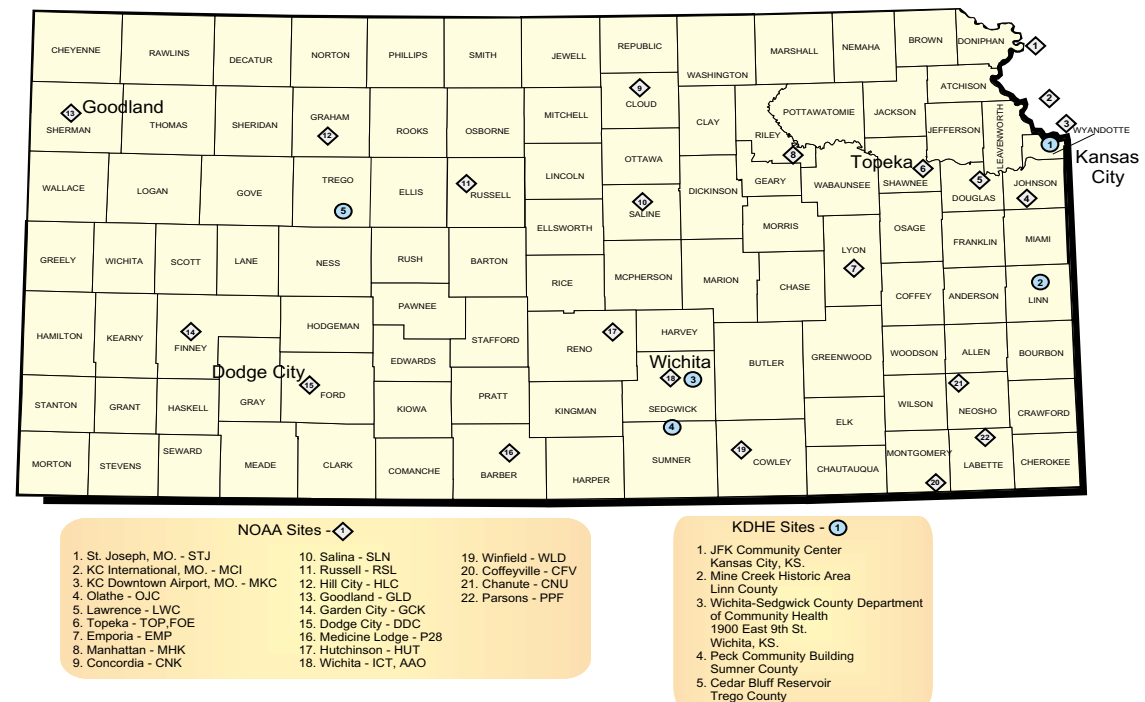 CHEYENNE
RAWLINS
DECATUR
NORTON
PHILLIPS
SMITH
JEWELL
REPUBLIC
WASHINGTON
MARSHALL
NEMAHA
BROWN
DONIPHAN
1
ATCHISON
2
13 Goodland
SHERMAN
THOMAS
SHERIDAN
GRAHAM
12
ROOKS
OSBORNE
MITCHELL
9
CLOUD
CLAY
RILEY
POTTAWATOMIE
JACKSON
JEFFERSON
LEAVENWORTH
3
WYANDOTTE
1
Kansas
City
WALLACE
LOGAN
GOVE
TREGO
5
ELLIS
11
RUSSELL
LINCOLN
OTTAWA
10
SALINE
DICKINSON
8
GEARY
WABAUNSEE
Topeka
6
SHAWNEE
5
DOUGLAS
JOHNSON
4
GREELY
WICHITA
SCOTT
LANE
NESS
RUSH
BARTON
ELLSWORTH
RICE
MCPHERSON
MARION
MORRIS
CHASE
LYON
7
OSAGE
FRANKLIN
MIAMI
COFFEY
ANDERSON
2
LINN
HAMILTON
KEARNY
14
FINNEY
HODGEMAN
PAWNEE
EDWARDS
STAFFORD
RENO
17
HARVEY
BUTLER
GREENWOOD
WOODSON
ALLEN
BOURBON
Dodge City
15
FORD
GRAY
Wichita
18
3
SEDGWICK
STANTON
GRANT
HASKELL
KIOWA
PRATT
KINGMAN
4
ELK
WILSON
21
NEOSHO
CRAWFORD
MORTON
STEVENS
SEWARD
MEADE
CLARK
COMANCHE
16
BARBER
HARPER
SUMNER
19
COWLEY
CHAUTAUQUA
MONTGOMERY
20
22
LABETTE
CHEROKEE
NOAA Sites - 1
1. St. Joseph, MO. - STJ
2. KC International, MO. - MCI
3. KC Downtown Airport, MO. - MKC
4. Olathe - OJC
5. Lawrence - LWC
6. Topeka - TOP,FOE
7. Emporia - EMP
8. Manhattan - MHK
9. Concordia - CNK
10. Salina - SLN
11. Russell - RSL
12. Hill City - HLC
13. Goodland - GLD
14. Garden City - GCK
15. Dodge City - DDC
16. Medicine Lodge - P28
17. Hutchinson - HUT
18. Wichita - ICT, AAO
19. Winfield - WLD
20. Coffeyville - CFV
21. Chanute - CNU
22. Parsons - PPF
KDHE Sites - 1
1. JFK Community Center
Kansas City, KS.
2. Mine Creek Historic Area
Linn County
3. Wichita-Sedgwick County Department
of Community Health
1900 East 9th St.
Wichita, KS.
4. Peck Community Building
Sumner County
5. Cedar Bluff Reservoir
Trego County